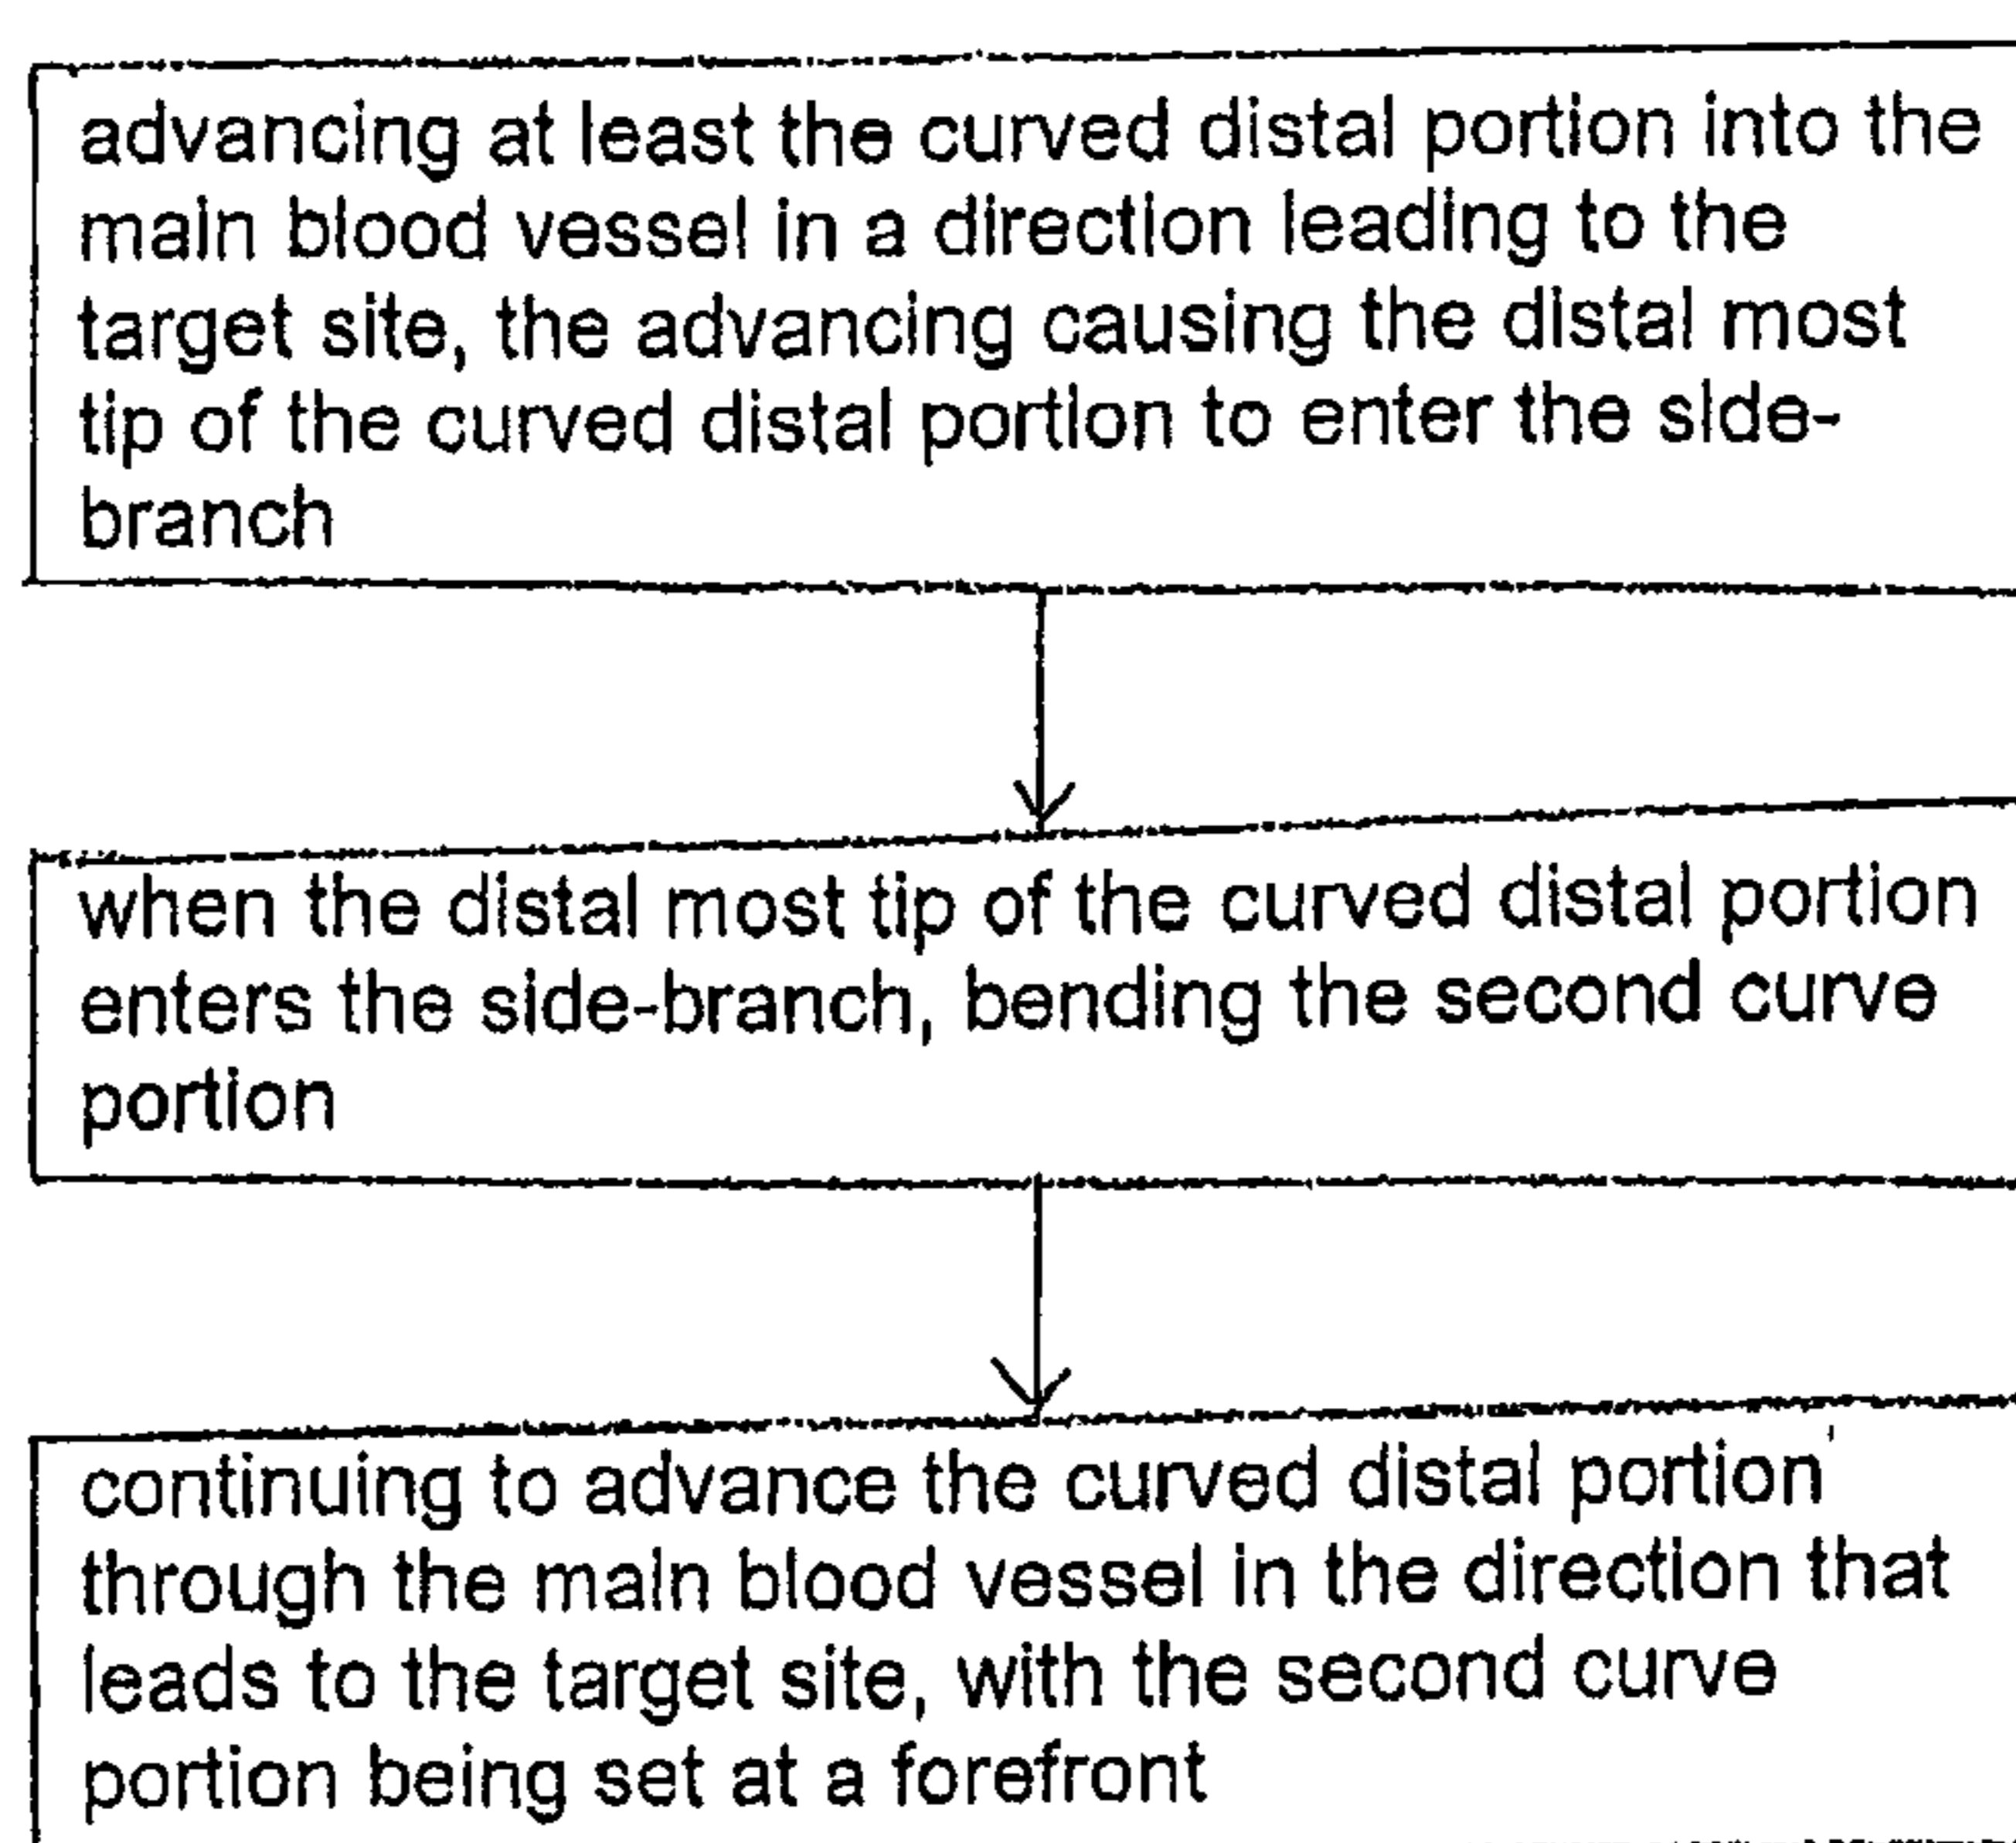 advancing at least the curved distal portion into the
main blood vessel in a direction leading to the
target site, the advancing causing the distal most
tip of the curved distal portion to enter the side-
branch
when the distal most tip of the curved distal portion
enters the side-branch, bending the second curve
portion
continuing to advance the curved distal portion
through the main blood vessel in the direction that
leads to the target site, with the second curve
portion being set at a forefront